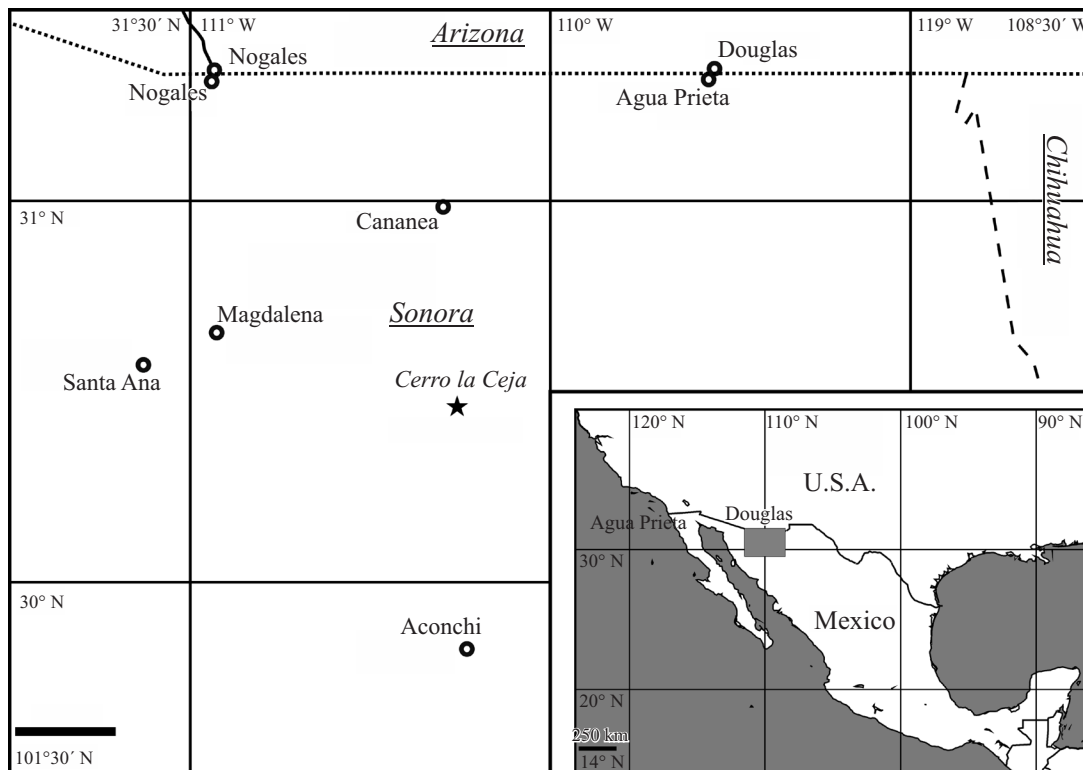 31°30´ N
111° W
Arizona
110° W
119° W
108°30´ W
Nogales
Nogales
Douglas
Agua Prieta
Chihuahua
31° N
Cananea
Magdalena
Sonora
Santa Ana
Cerro la Ceja
120° N
110° N
100° N
90° N
U.S.A.
Agua Prieta
Douglas
30° N
Mexico
20° N
250 km
14° N
30° N
Aconchi
101°30´ N